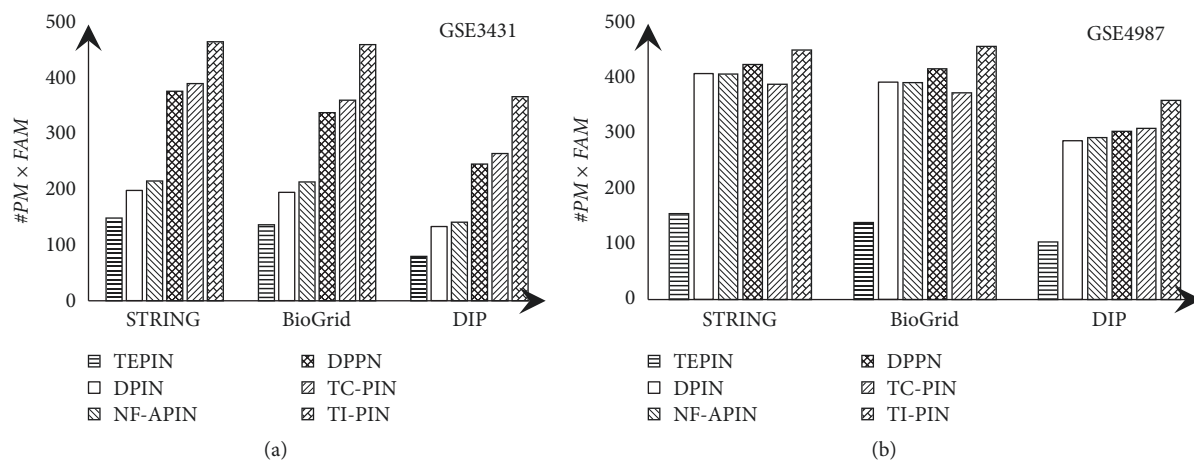 500
400
300
200
100
0
#PM × FAM
GSE3431
STRING
BioGrid
DIP
TEPIN
DPIN
NF-APIN
DPPN
TC-PIN
TI-PIN
(a)
500
400
300
200
100
0
#PM × FAM
GSE4987
STRING
BioGrid
DIP
TEPIN
DPIN
NF-APIN
DPPN
TC-PIN
TI-PIN
(b)